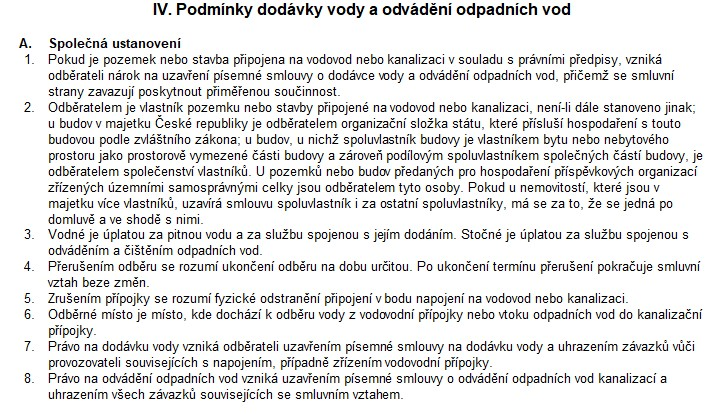 IV. Podmínky dodávky vody a odvádění odpadních vod
A. Společná ustanovení
1. Pokud je pozemek nebo stavba připojena na vodovod nebo kanalizaci v souladu s právními předpisy, vzniká
odběrateli nárok na uzavření písemné smlouvy o dodávce vody a odvádění odpadních vod, přičemž se smluvní
strany zavazují poskytnout přiměřenou součinnost.
2. Odběratelem je vlastník pozemku nebo stavby připojené na vodovod nebo kanalizaci, není-li dále stanoveno jinak;
u budov v majetku České republiky je odběratelem organizační složka státu, které přísluší hospodaření s touto
budovou podle zvláštního zákona; u budov, u nichž spoluvlastník budovy je vlastníkem bytu nebo nebytového
prostoru jako prostorově vymezené části budovy a zároveň podílovým spoluvlastníkem společných částí budovy, je
odběratelem společenství vlastníků. U pozemků nebo budov předaných pro hospodaření příspěvkových organizací
zřízených územními samosprávnými celky jsou odběratelem tyto osoby. Pokud u nemovitostí, které jsou v
majetku více vlastníků, uzavírá smlouvu spoluvlastník i za ostatní spoluvlastníky, má se za to, že se jedná po
domluvě a ve shodě s nimi.
3. Vodné je úplatou za pitnou vodu a za službu spojenou s jejím dodáním. Stočné je úplatou za službu spojenou s
odváděním a čištěním odpadních vod.
4. Přerušením odběru se rozumí ukončení odběru na dobu určitou. Po ukončení termínu přerušení pokračuje smluvní
vztah beze změn.
5. Zrušením přípojky se rozumí fyzické odstranění připojení v bodu napojení na vodovod nebo kanalizaci.
6. Odběrné místo je místo, kde dochází k odběru vody z vodovodní přípojky nebo vtoku odpadních vod do kanalizační
přípojky.
7. Právo na dodávku vody vzniká odběrateli uzavřením písemné smlouvy na dodávku vody a uhrazením závazků vůči
provozovateli souvisejících s napojením, případně zřízením vodovodní přípojky.
8. Právo na odvádění odpadních vod vzniká uzavřením písemné smlouvy o odvádění odpadních vod kanalizací a
uhrazením všech závazků souvisejících se smluvním vztahem.